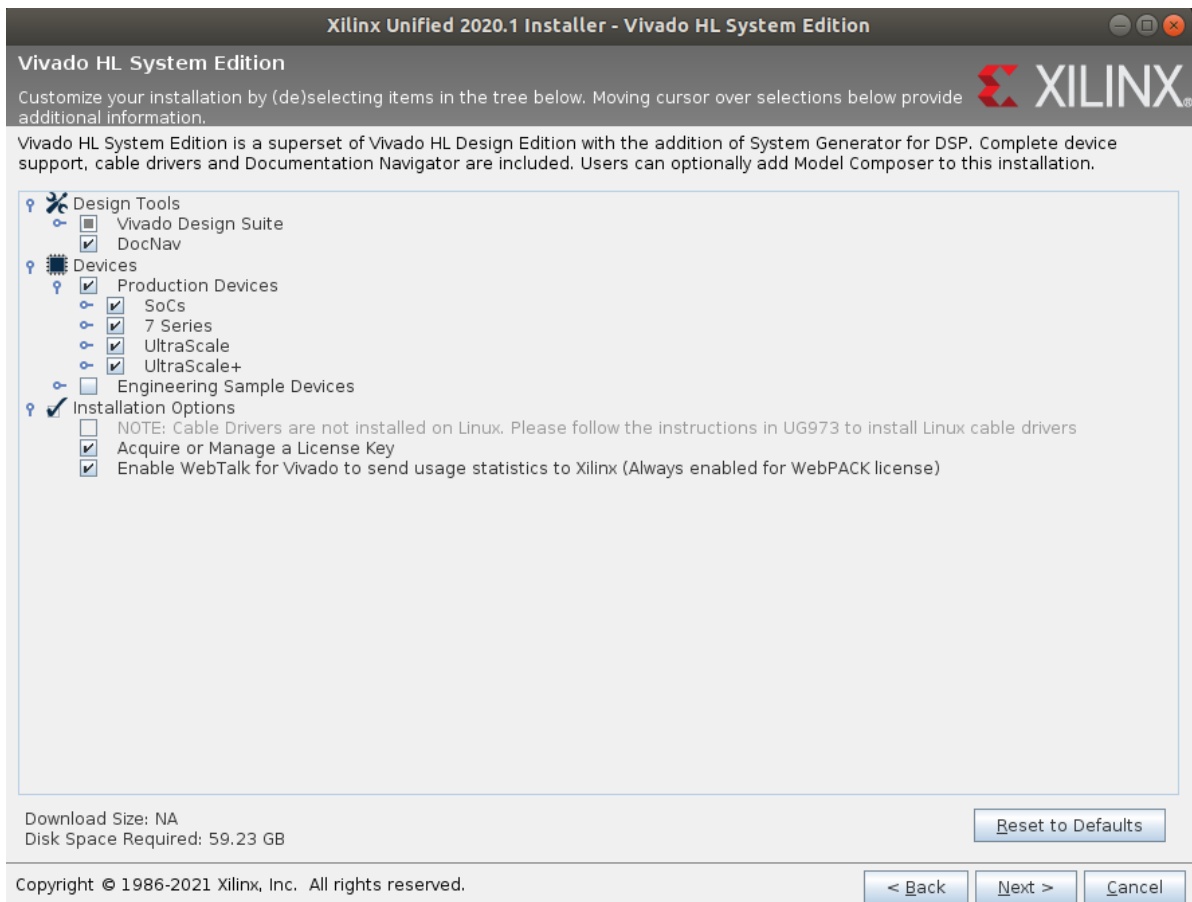 Xilinx Unified 2020.1 Installer - Vivado HL System Edition
Vivado HL System Edition
Customize your installation by (de)selecting items in the tree below. Moving cursor over selections below provide
additional information.
XILINX®
Vivado HL System Edition is a superset of Vivado HL Design Edition with the addition of System Generator for DSP. Complete device
support, cable drivers and Documentation Navigator are included. Users can optionally add Model Composer to this installation.
Design Tools
Vivado Design Suite
DocNav
Devices
Production Devices
SoCs
7 Series
UltraScale
UltraScale+
Engineering Sample Devices
Installation Options
NOTE: Cable Drivers are not installed on Linux. Please follow the instructions in UG973 to install Linux cable drivers
Acquire or Manage a License Key
Enable WebTalk for Vivado to send usage statistics to Xilinx (Always enabled for WebPACK license)
Download Size: NA
Disk Space Required: 59.23 GB
Reset to Defaults
Copyright © 1986-2021 Xilinx, Inc. All rights reserved.
< Back
Next >
Cancel